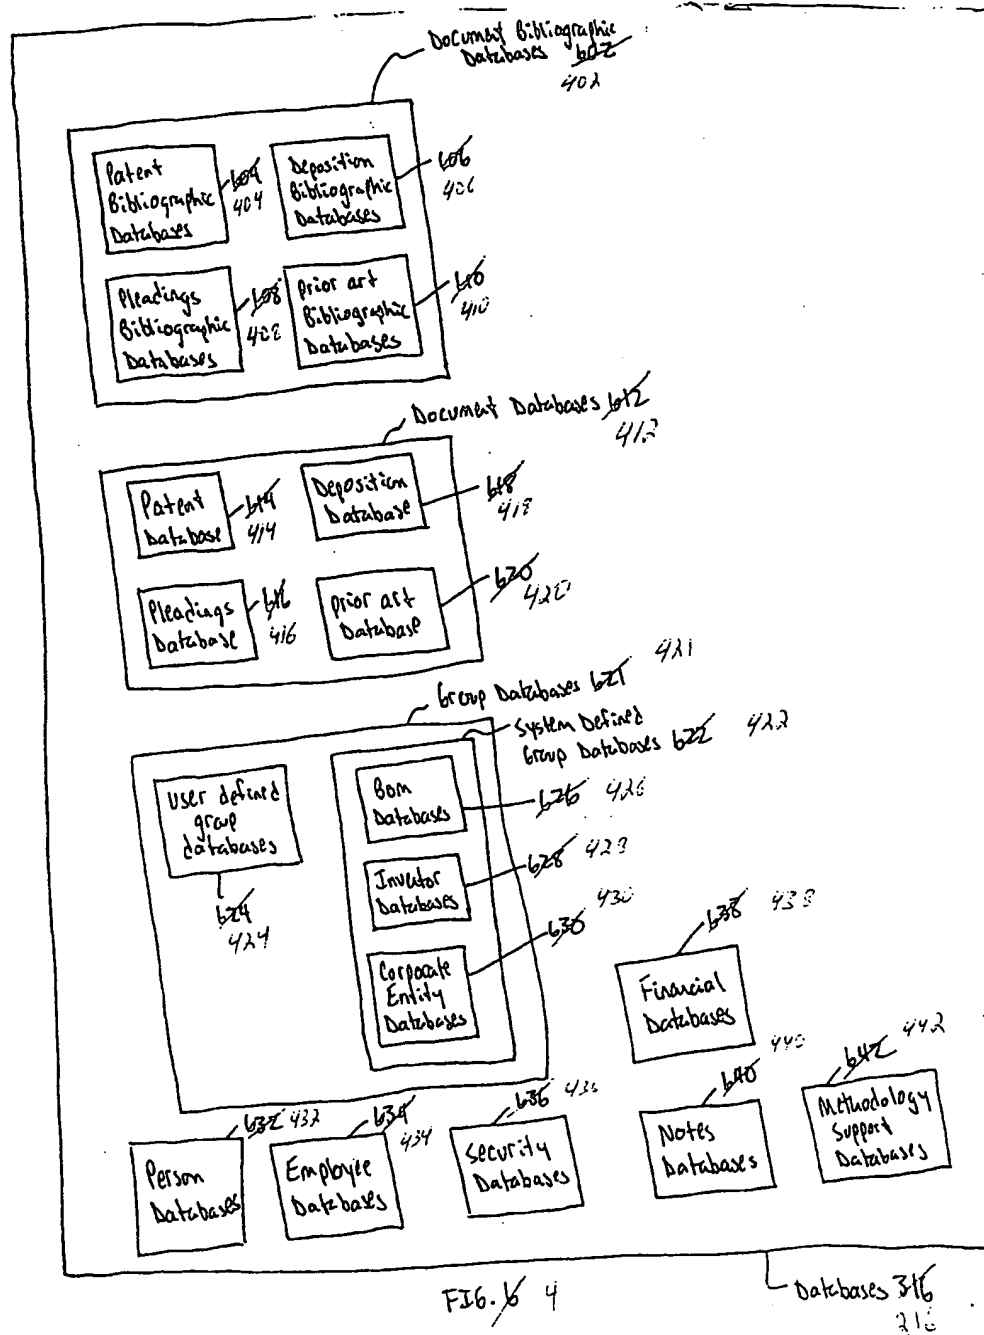 Document Bibliographic
Databases 602
402
Patent
Bibliographic
Databases
604
404
Deposition
Bibliographic
Databases
606
406
Pleadings
Bibliographic
Databases
608
408
Prior art
Bibliographic
Databases
610
410
Document Databases 612
412
Patent
Database
614
414
Deposition
Database
618
418
Pleadings
Database
616
416
Prior art
Database
620
420
Group Databases 621 421
System Defined
Group Databases 622 422
User defined
group
databases
624
424
Bom
Databases
626 426
Inventor
Databases
628 428
Corporate
Entity
Databases
630 430
638 438
Financial
Databases
632 432
Person
Databases
634
434
Employee
Databases
636 436
Security
Databases
640 440
Notes
Databases
642 442
Methodology
Support
Databases
FIG. 6 4
Databases 316